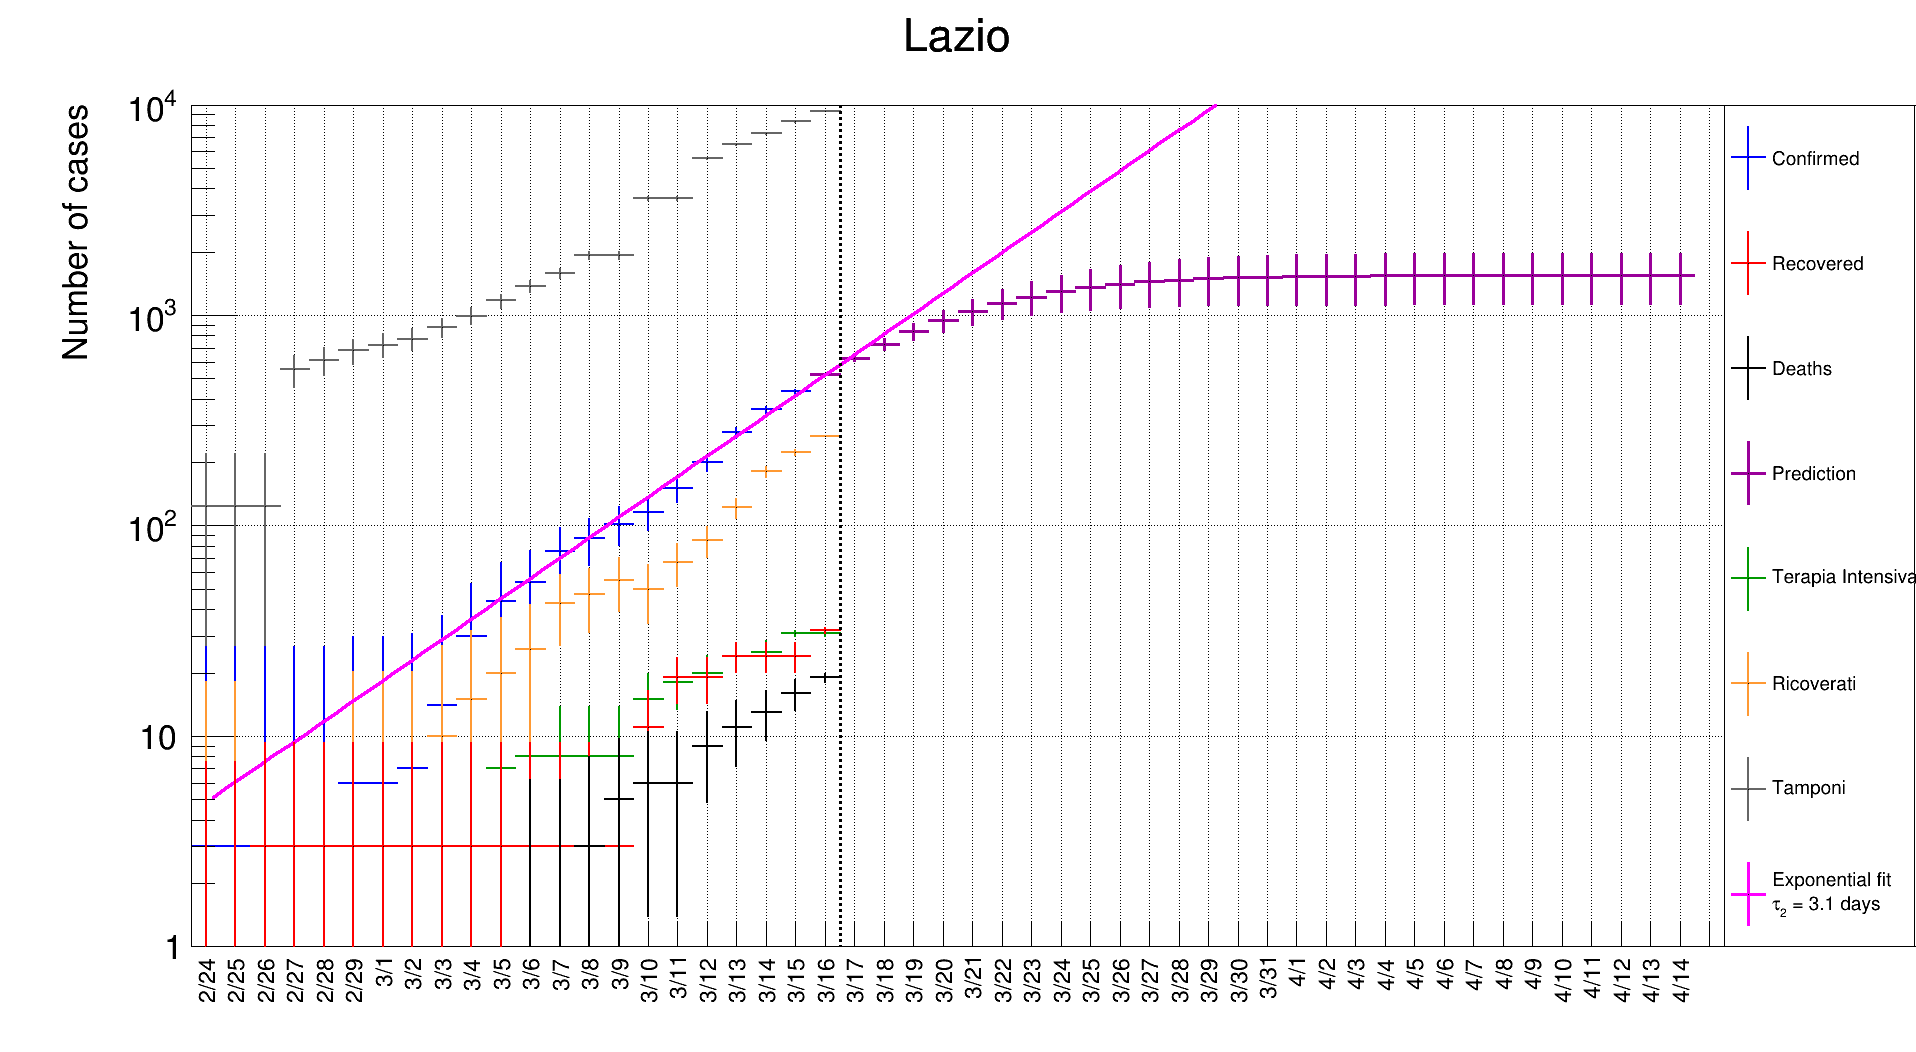 Lazio
Number of cases
10⁴
10³
10²
10
1
2/24 2/25 2/26 2/27 2/28 2/29 3/1 3/2 3/3 3/4 3/5 3/6 3/7 3/8 3/9 3/10 3/11 3/12 3/13 3/14 3/15 3/16 3/17 3/18 3/19 3/20 3/21 3/22 3/23 3/24 3/25 3/26 3/27 3/28 3/29 3/30 3/31 4/1 4/2 4/3 4/4 4/5 4/6 4/7 4/8 4/9 4/10 4/11 4/12 4/13 4/14
Confirmed
Recovered
Deaths
Prediction
Terapia Intensiva
Ricoverati
Tamponi
Exponential fit
τ₂ = 3.1 days